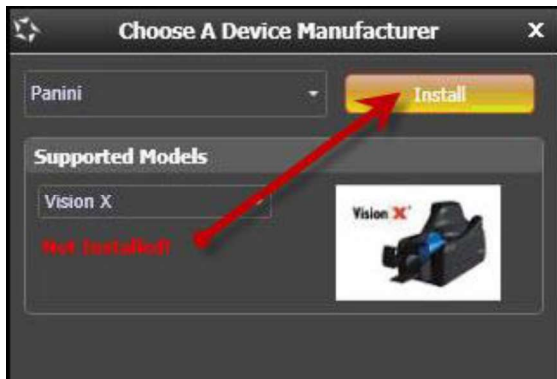 Choose A Device Manufacturer X
Panini Install
Supported Models
Vision X
Vision X
Not Installed!